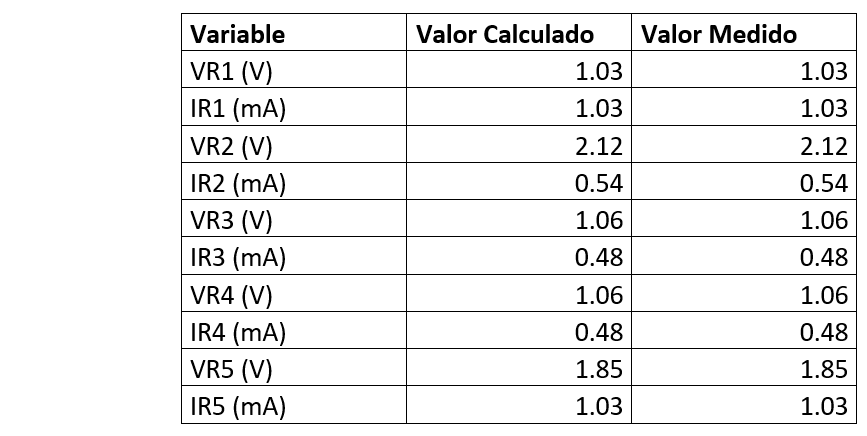 Variable Valor Calculado Valor Medido
VR1 (V) 1.03 1.03
IR1 (mA) 1.03 1.03
VR2 (V) 2.12 2.12
IR2 (mA) 0.54 0.54
VR3 (V) 1.06 1.06
IR3 (mA) 0.48 0.48
VR4 (V) 1.06 1.06
IR4 (mA) 0.48 0.48
VR5 (V) 1.85 1.85
IR5 (mA) 1.03 1.03